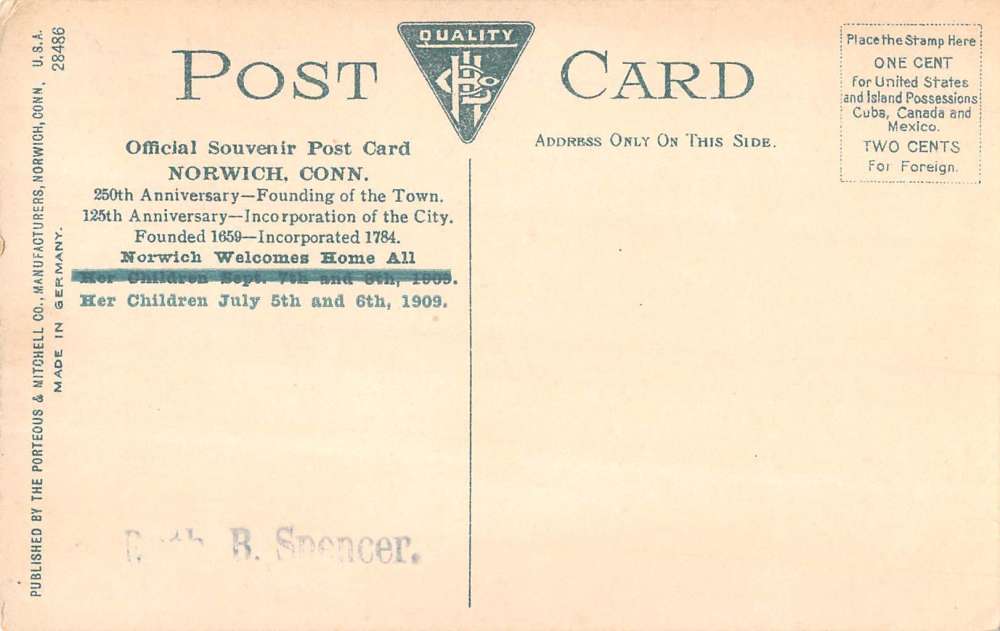 PUBLISHED BY THE PORTEOUS & MITCHELL CO., MANUFACTURERS, NORWICH, CONN., U.S.A.
28486
MADE IN GERMANY.
POST CARD
QUALITY
Official Souvenir Post Card
NORWICH, CONN.
250th Anniversary—Founding of the Town.
125th Anniversary—Incorporation of the City.
Founded 1659—Incorporated 1784.
Norwich Welcomes Home All
Her Children Sept. 7th and 8th, 1909.
Her Children July 5th and 6th, 1909.
B. Spencer.
ADDRESS ONLY ON THIS SIDE.
Place the Stamp Here
ONE CENT
for United States
and Island Possessions
Cuba, Canada and
Mexico.
TWO CENTS
For Foreign.